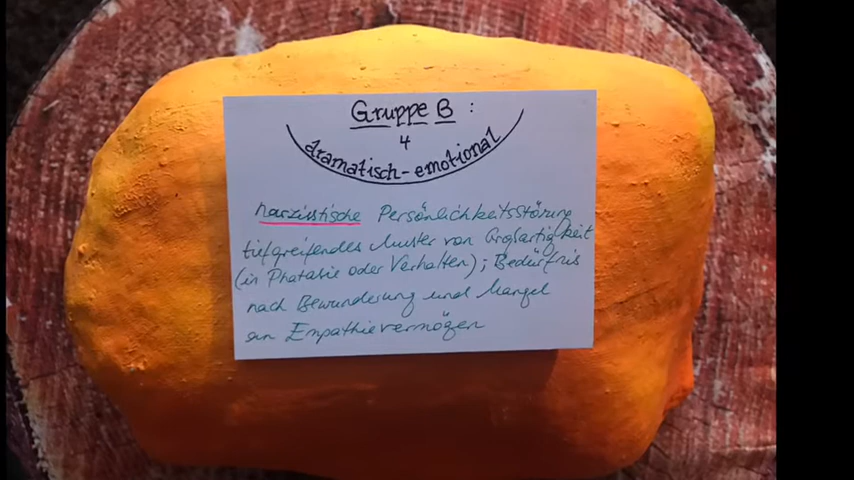 Gruppe B :
4
dramatisch-emotional
narzisstische Persönlichkeitsstörung
tiefgreifendes Muster von Großartigkeit
(in Phatasie oder Verhalten); Bedürfnis
nach Bewunderung und Mangel
an Empathievermögen